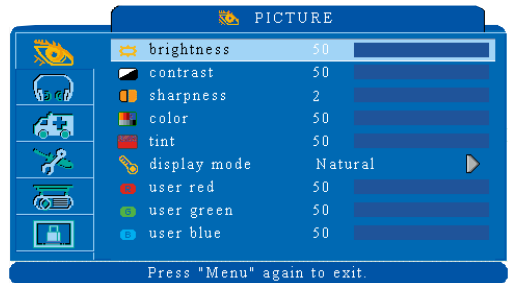 PICTURE
brightness 50
contrast 50
sharpness 2
color 50
tint 50
display mode Natural
user red 50
user green 50
user blue 50
Press "Menu" again to exit.